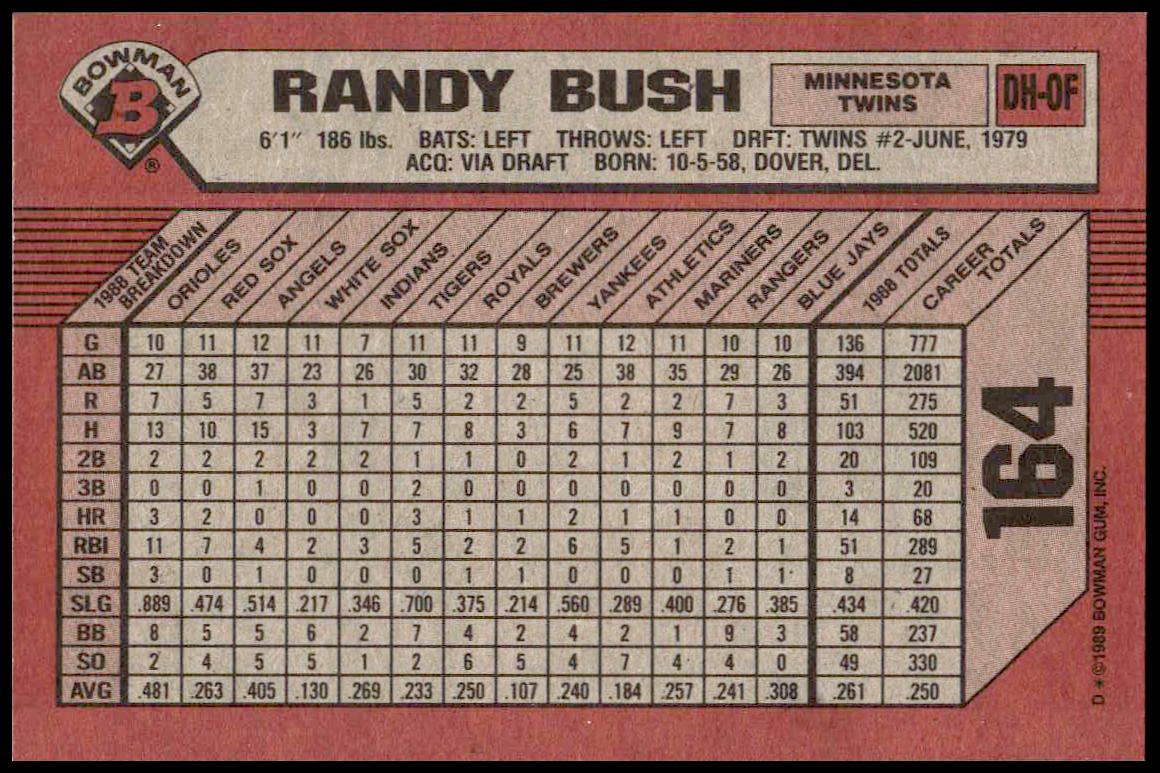 BOWMAN
B
®
RANDY BUSH
MINNESOTA
TWINS
DH-OF
6'1" 186 lbs. BATS: LEFT THROWS: LEFT DRFT: TWINS #2-JUNE, 1979
ACQ: VIA DRAFT BORN: 10-5-58, DOVER, DEL.
1988 TEAM
BREAKDOWN ORIOLES RED SOX ANGELS WHITE SOX INDIANS TIGERS ROYALS BREWERS YANKEES ATHLETICS MARINERS RANGERS BLUE JAYS 1988 TOTALS CAREER
TOTALS
G 10 11 12 11 7 11 11 9 11 12 11 10 10 136 777
AB 27 38 37 23 26 30 32 28 25 38 35 29 26 394 2081
R 7 5 7 3 1 5 2 2 5 2 2 7 3 51 275
H 13 10 15 3 7 7 8 3 6 7 9 7 8 103 520
2B 2 2 2 2 2 1 1 0 2 1 2 1 2 20 109
3B 0 0 1 0 0 2 0 0 0 0 0 0 0 3 20
HR 3 2 0 0 0 3 1 1 2 1 1 0 0 14 68
RBI 11 7 4 2 3 5 2 2 6 5 1 2 1 51 289
SB 3 0 1 0 0 0 1 1 0 0 0 1 1 8 27
SLG .889 .474 .514 .217 .346 .700 .375 .214 .560 .289 .400 .276 .385 .434 .420
BB 8 5 5 6 2 7 4 2 4 2 1 9 3 58 237
SO 2 4 5 5 1 2 6 5 4 7 4 4 0 49 330
AVG .481 .263 .405 .130 .269 .233 .250 .107 .240 .184 .257 .241 .308 .261 .250
164
D * ©1989 BOWMAN GUM, INC.